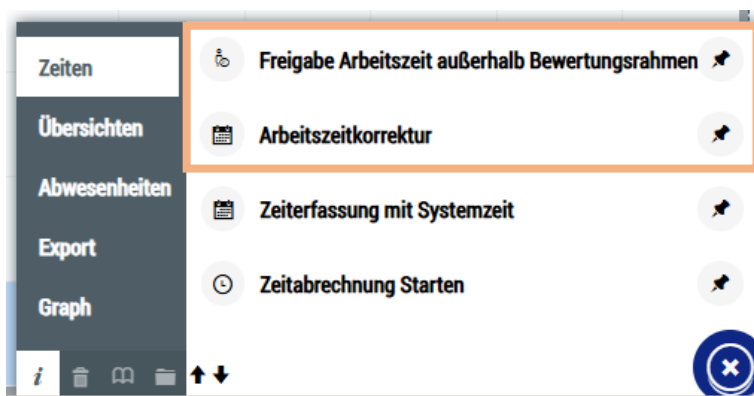 Zeiten
Übersichten
Abwesenheiten
Export
Graph
i
Freigabe Arbeitszeit außerhalb Bewertungsrahmen
Arbeitszeitkorrektur
Zeiterfassung mit Systemzeit
Zeitabrechnung Starten